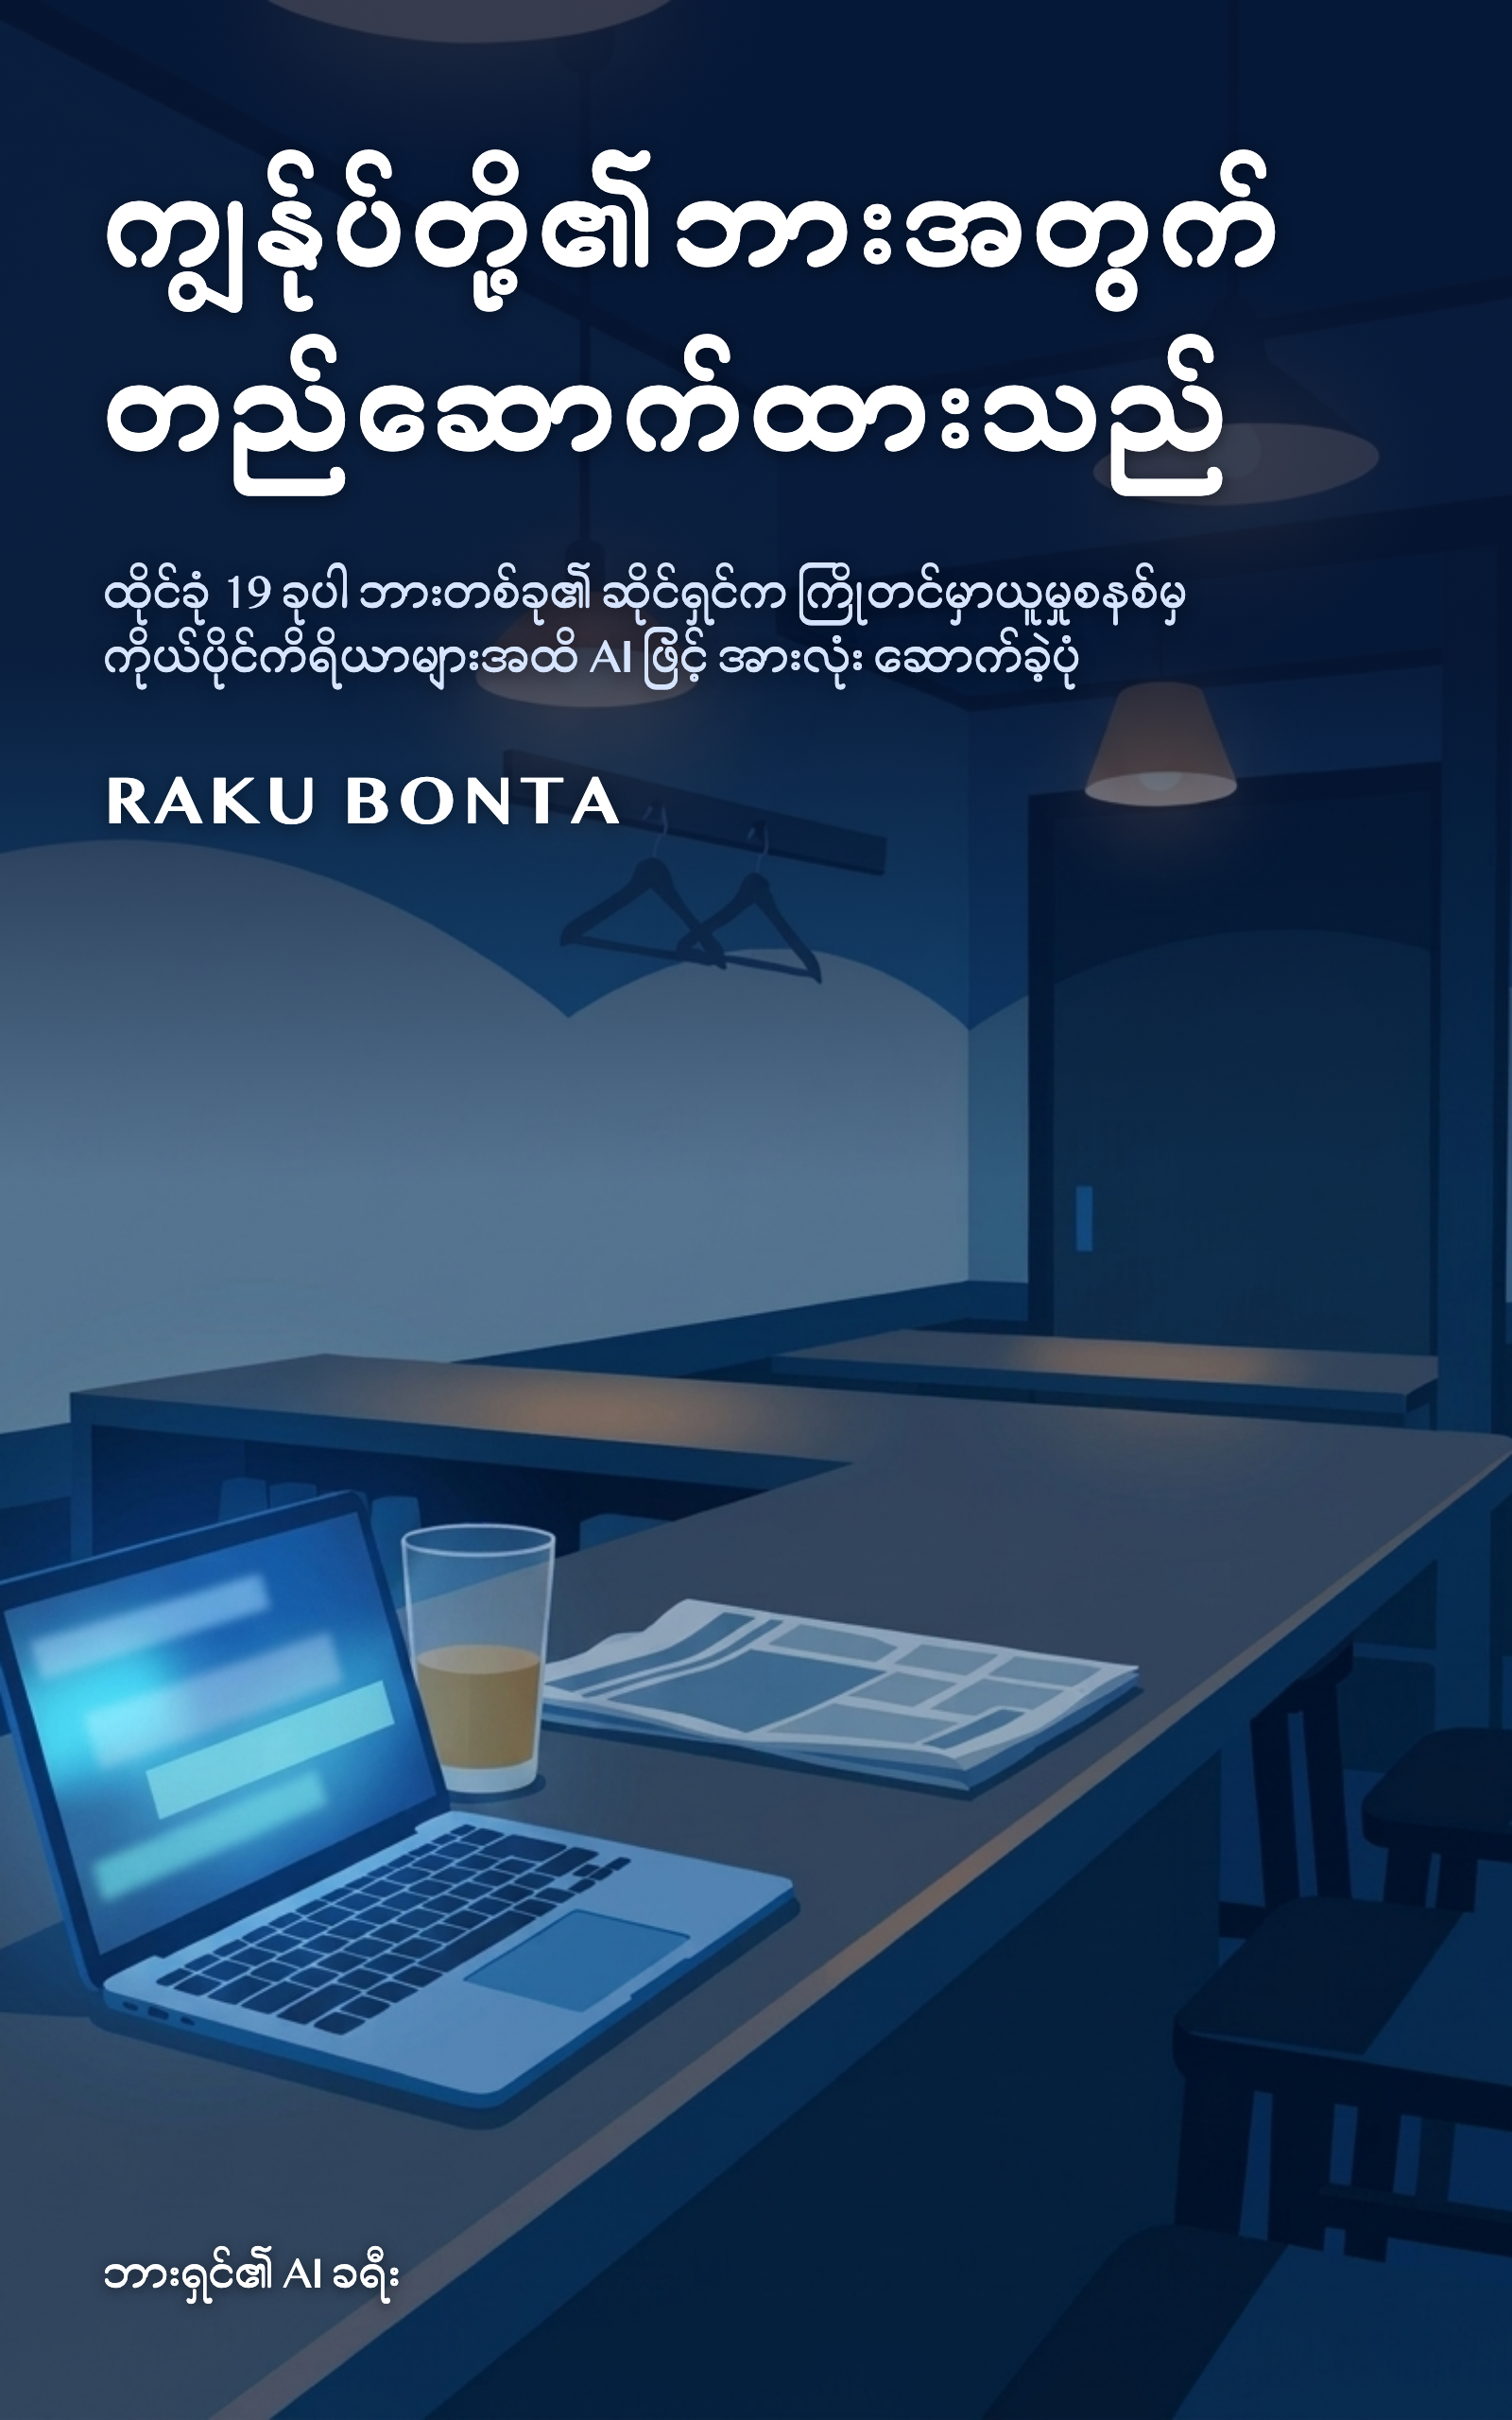 ကျွန်ုပ်တို့၏ ဘားအတွက်
တည်ဆောက်ထားသည်
ထိုင်ခုံ 19 ခုပါ ဘားတစ်ခု၏ ဆိုင်ရှင်က ကြိုတင်မှာယူမှုစနစ်မှ
ကိုယ်ပိုင်ကိရိယာများအထိ AI ဖြင့် အားလုံး ဆောက်ခဲ့ပုံ
RAKU BONTA
ဘားရှင်၏ AI ခရီး